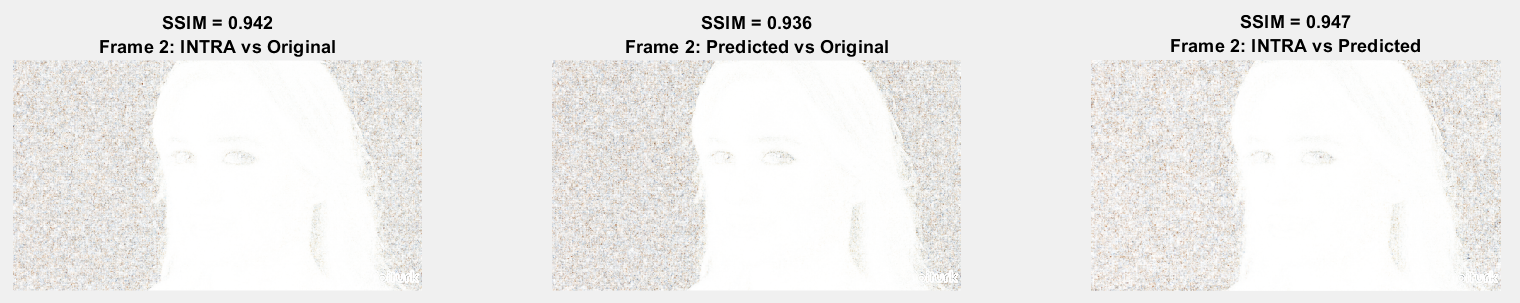 SSIM = 0.942
Frame 2: INTRA vs Original
SSIM = 0.936
Frame 2: Predicted vs Original
SSIM = 0.947
Frame 2: INTRA vs Predicted